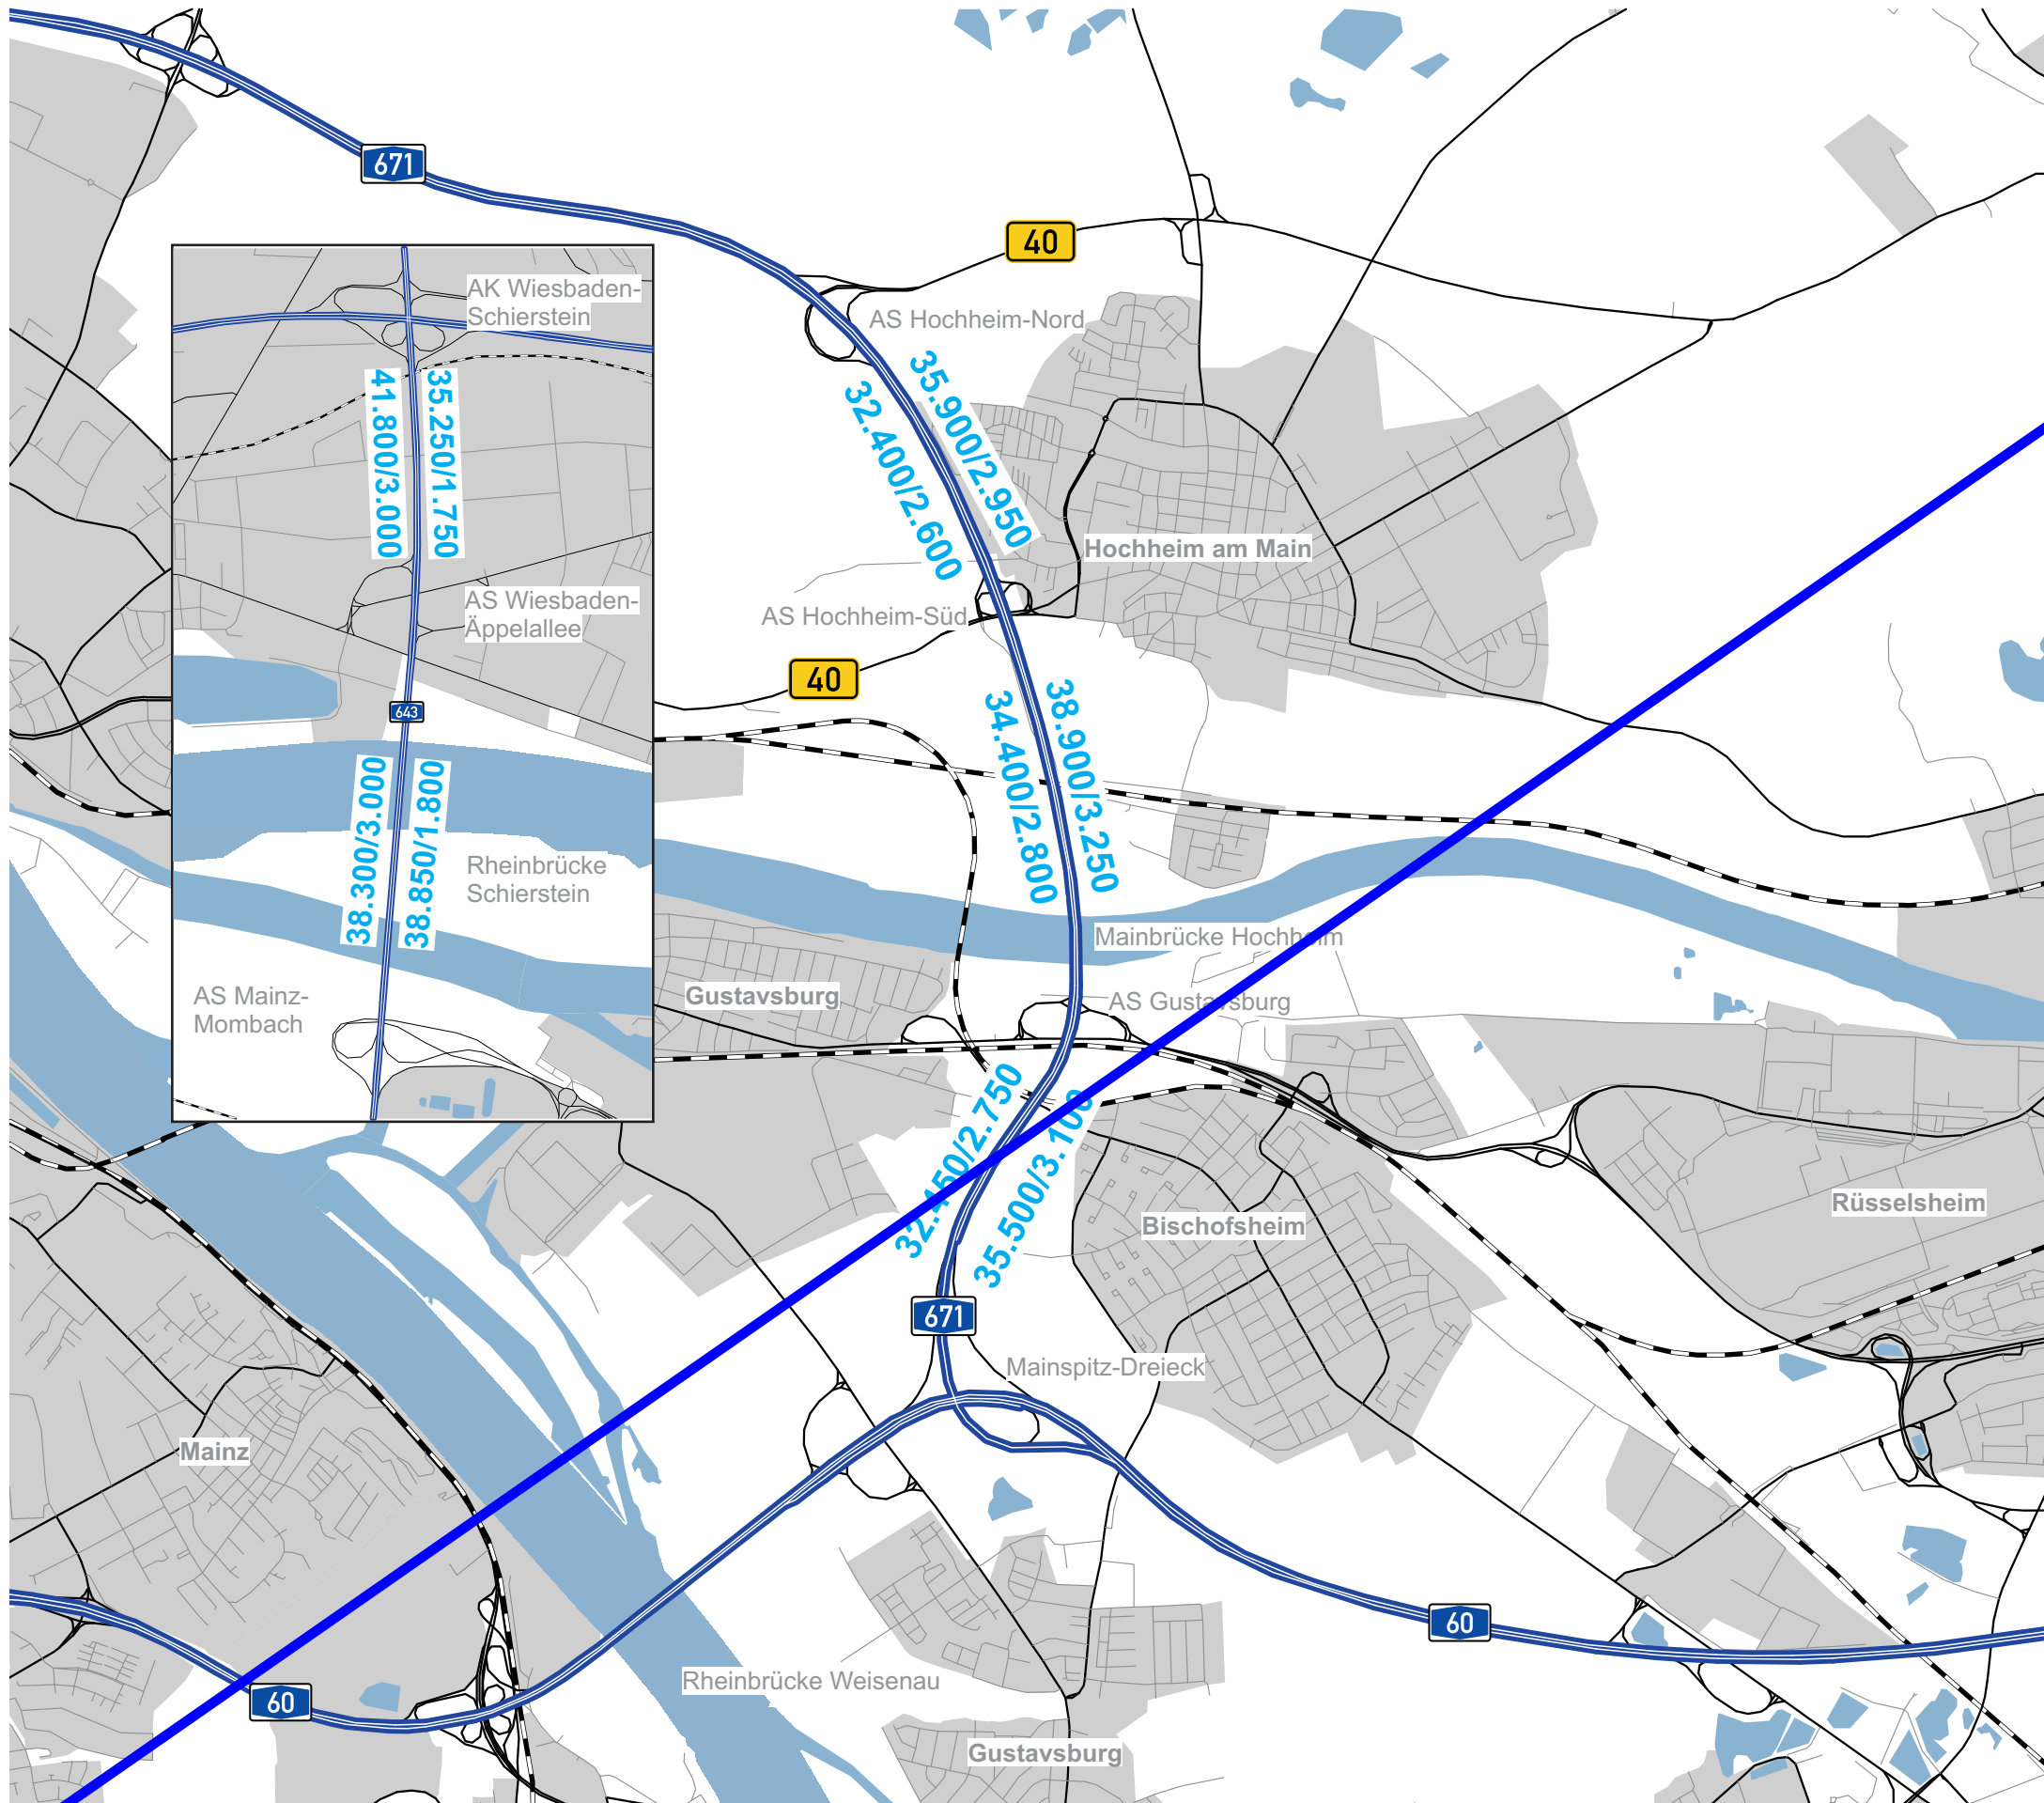 671
40
AK Wiesbaden-
Schierstein
AS Hochheim-Nord
41.800/3.000
35.250/1.750
35.900/2.950
32.400/2.600
Hochheim am Main
AS Wiesbaden-
Äppelallee
AS Hochheim-Süd
40
643
34.400/2.800
38.900/3.250
38.300/3.000
38.850/1.800
Rheinbrücke
Schierstein
Mainbrücke Hochheim
AS Mainz-
Mombach
Gustavsburg
AS Gustavsburg
32.450/2.750
35.500/3.100
Rüsselsheim
Bischofsheim
671
Mainspitz-Dreieck
Mainz
60
Rheinbrücke Weisenau
60
Gustavsburg